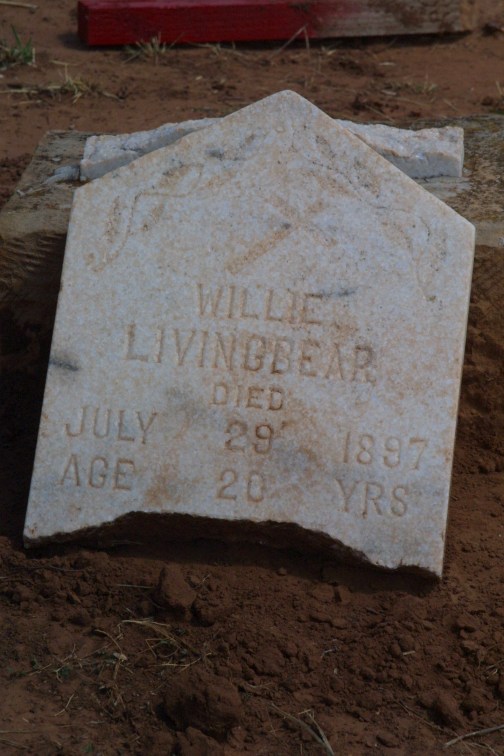 WILLIE
LIVINGBEAR
DIED
JULY 29 1897
AGE 20 YRS